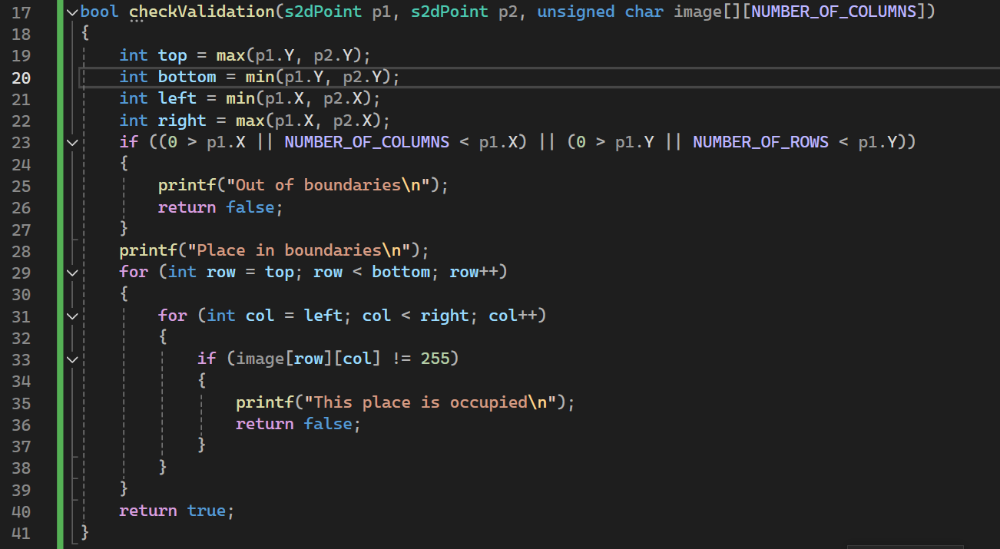 17 bool checkValidation(s2dPoint p1, s2dPoint p2, unsigned char image[][NUMBER_OF_COLUMNS])
18 {
19     int top = max(p1.Y, p2.Y);
20     int bottom = min(p1.Y, p2.Y);
21     int left = min(p1.X, p2.X);
22     int right = max(p1.X, p2.X);
23     if ((0 > p1.X || NUMBER_OF_COLUMNS < p1.X) || (0 > p1.Y || NUMBER_OF_ROWS < p1.Y))
24     {
25         printf("Out of boundaries\n");
26         return false;
27     }
28     printf("Place in boundaries\n");
29     for (int row = top; row < bottom; row++)
30     {
31         for (int col = left; col < right; col++)
32         {
33             if (image[row][col] != 255)
34             {
35                 printf("This place is occupied\n");
36                 return false;
37             }
38         }
39     }
40     return true;
41 }